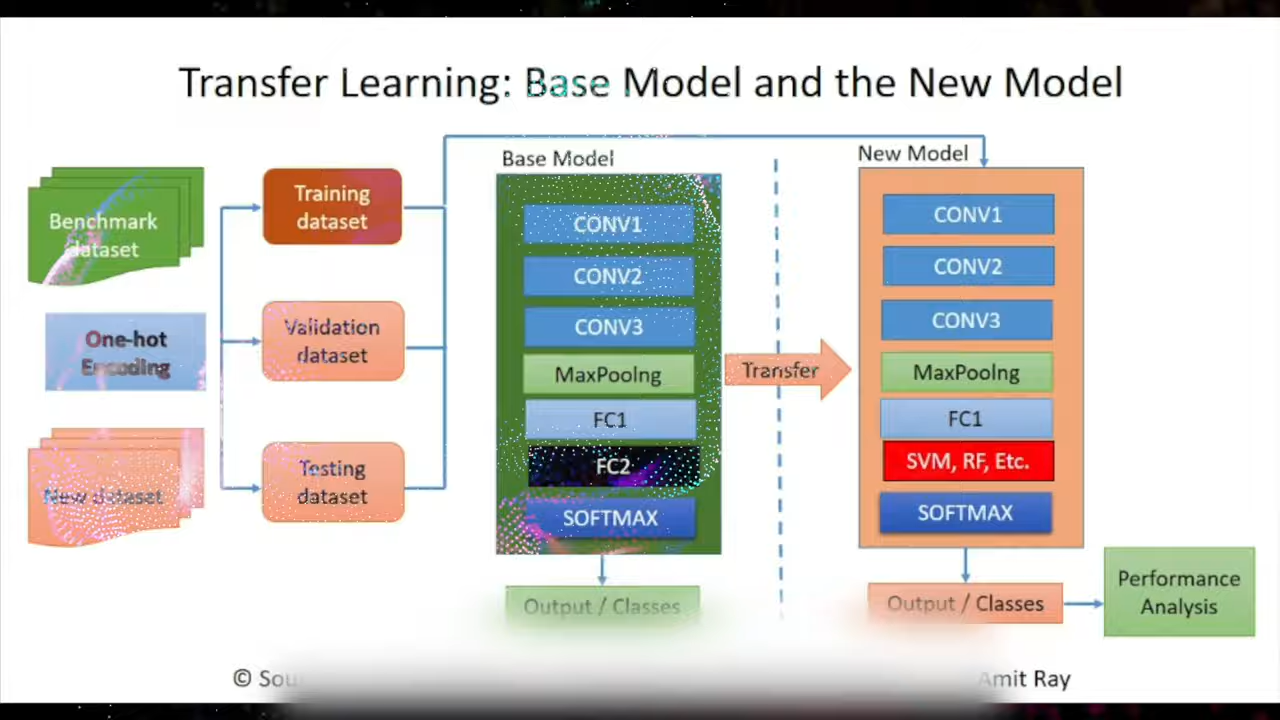 Transfer Learning: Base Model and the New Model
Benchmark
dataset
One-hot
Encoding
New dataset
Training
dataset
Validation
dataset
Testing
dataset
Base Model
CONV1
CONV2
CONV3
MaxPoolng
FC1
FC2
SOFTMAX
Output / Classes
Transfer
New Model
CONV1
CONV2
CONV3
MaxPoolng
FC1
SVM, RF, Etc.
SOFTMAX
Output / Classes
Performance
Analysis
© Amit Ray